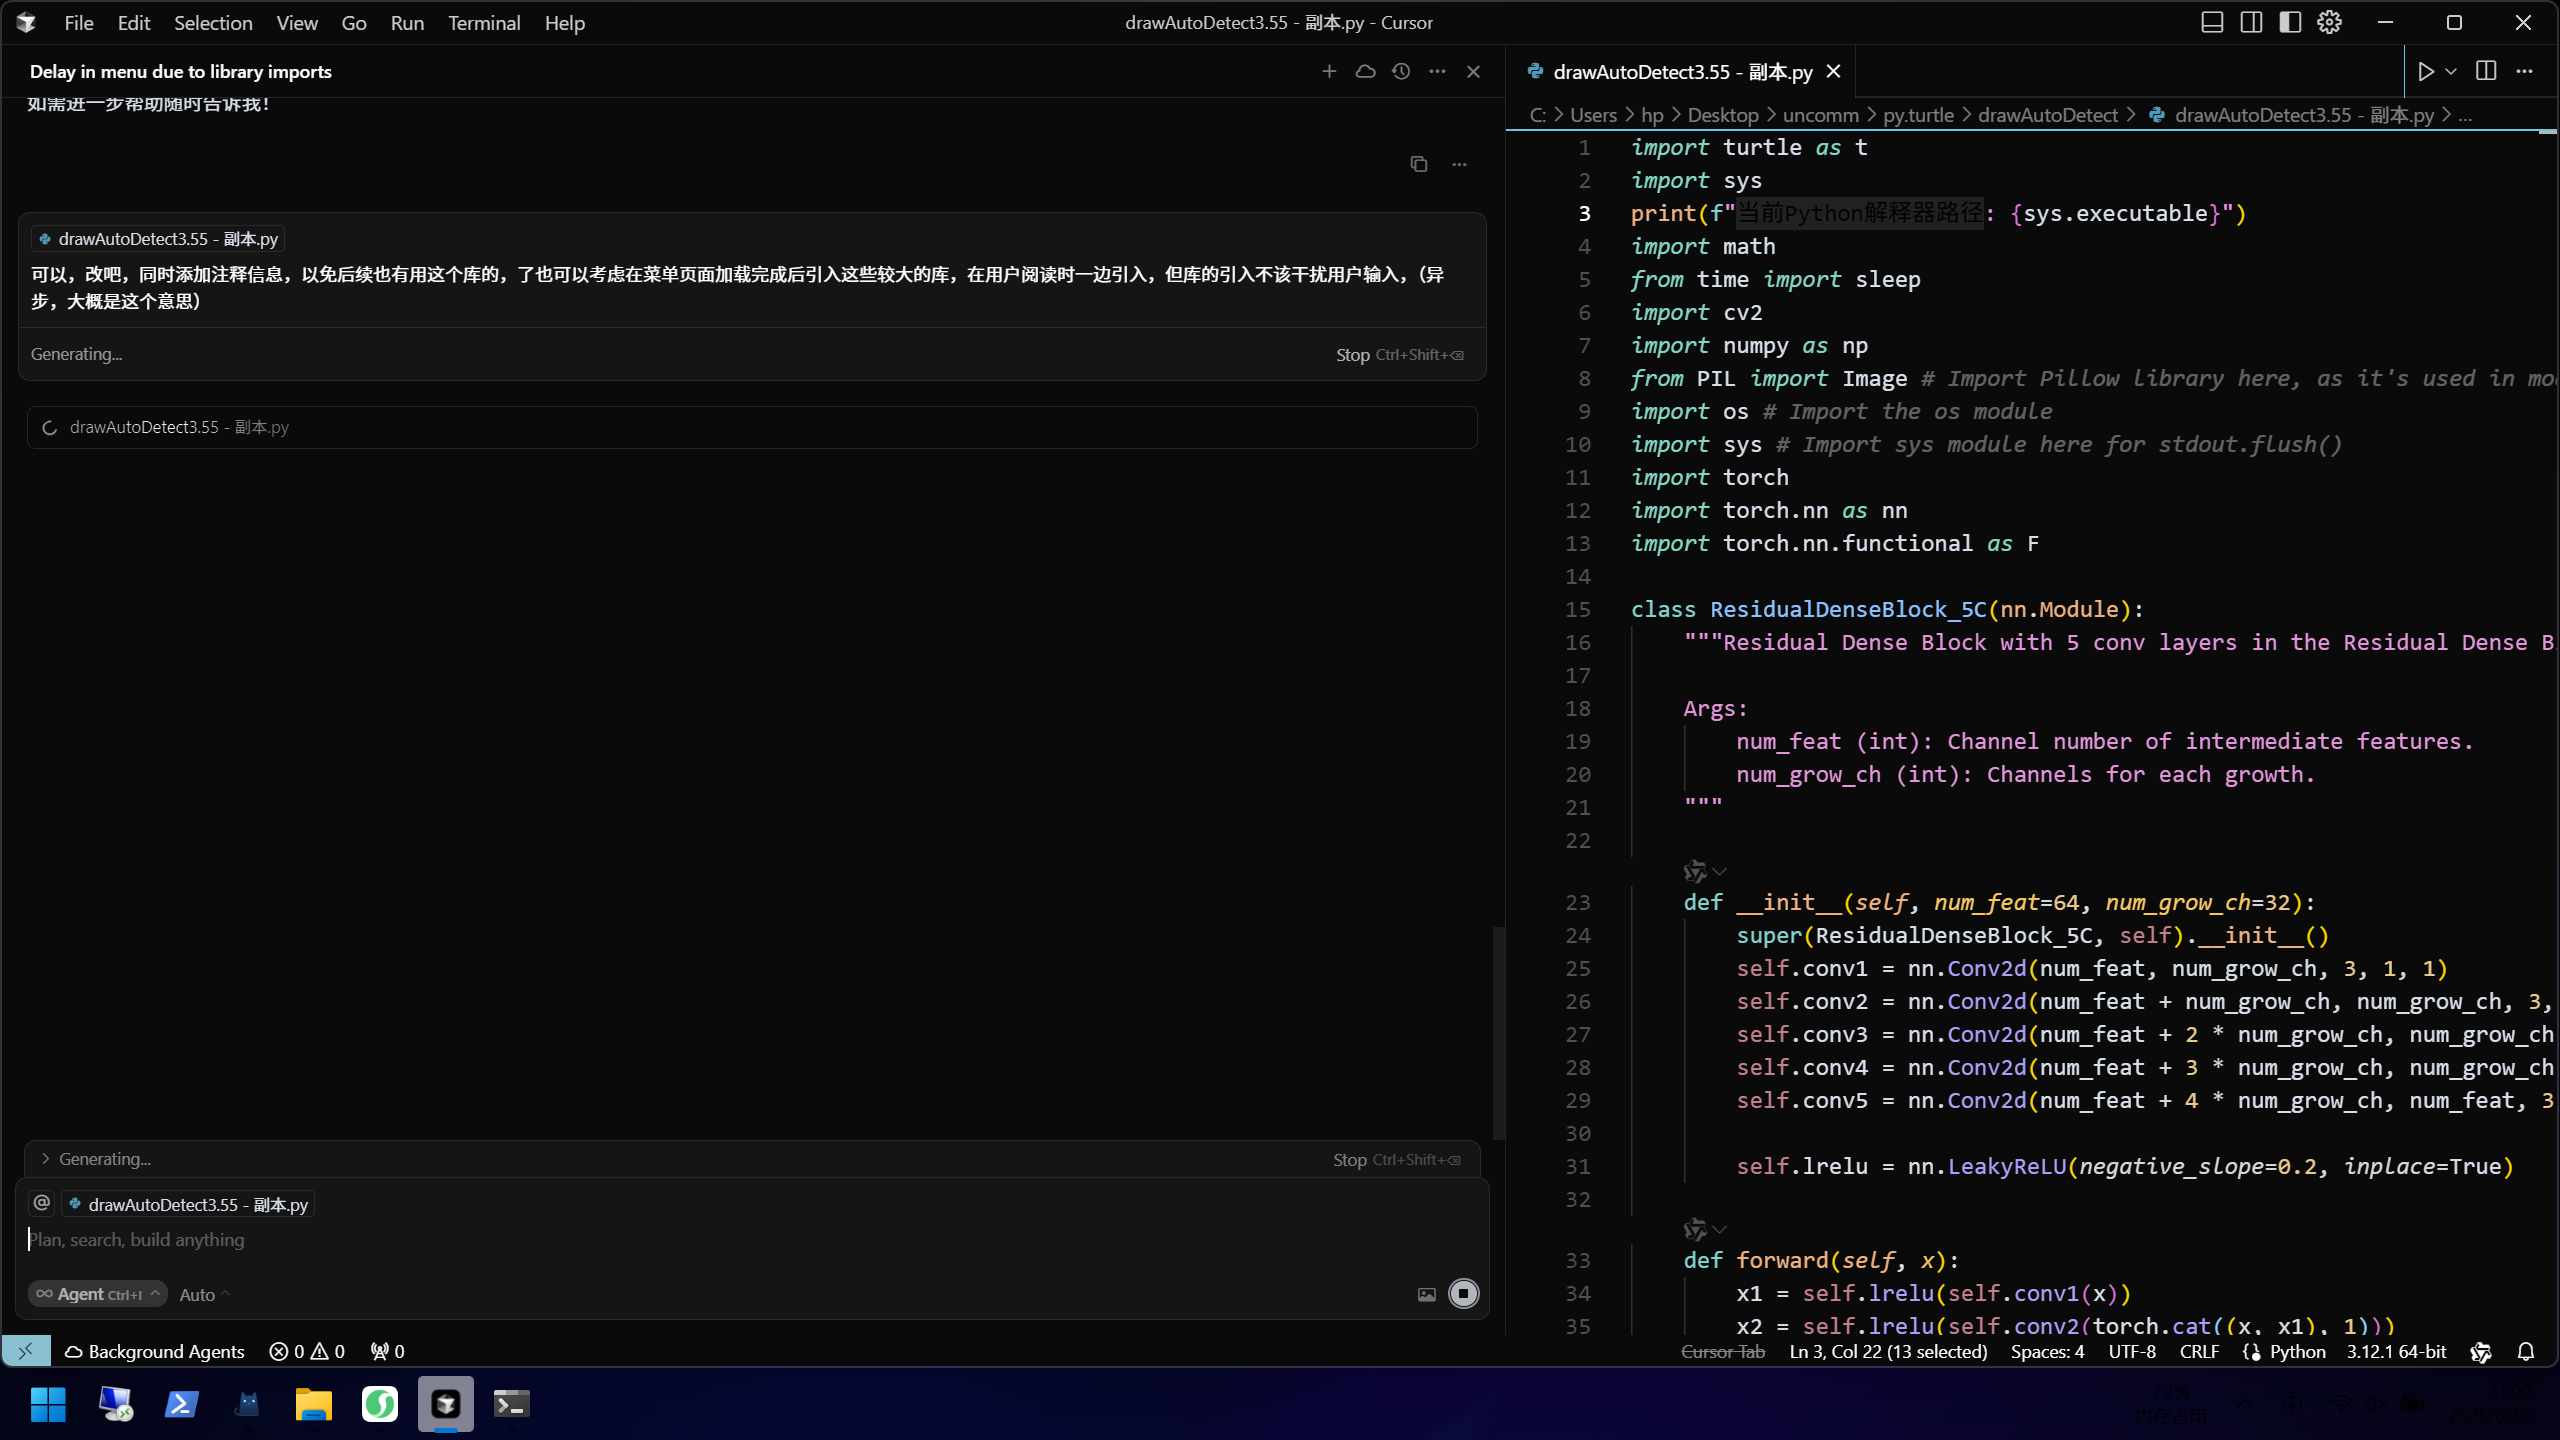 File Edit Selection View Go Run Terminal Help
drawAutoDetect3.55 - 副本.py - Cursor
Delay in menu due to library imports
如需进一步帮助随时告诉我！
drawAutoDetect3.55 - 副本.py
可以，改吧，同时添加注释信息，以免后续也有用这个库的，了也可以考虑在菜单页面加载完成后引入这些较大的库，在用户阅读时一边引入，但库的引入不该干扰用户输入，（异
步，大概是这个意思）
Generating...
Stop Ctrl+Shift+⌫
drawAutoDetect3.55 - 副本.py
Generating...
Stop Ctrl+Shift+⌫
@ drawAutoDetect3.55 - 副本.py
Plan, search, build anything
Agent Ctrl+I Auto
drawAutoDetect3.55 - 副本.py
C: > Users > hp > Desktop > uncomm > py.turtle > drawAutoDetect > drawAutoDetect3.55 - 副本.py > ...
1 import turtle as t
2 import sys
3 print(f"当前Python解释器路径: {sys.executable}")
4 import math
5 from time import sleep
6 import cv2
7 import numpy as np
8 from PIL import Image # Import Pillow library here, as it's used in mo
9 import os # Import the os module
10 import sys # Import sys module here for stdout.flush()
11 import torch
12 import torch.nn as nn
13 import torch.nn.functional as F
14
15 class ResidualDenseBlock_5C(nn.Module):
16 """Residual Dense Block with 5 conv layers in the Residual Dense B
17
18 Args:
19 num_feat (int): Channel number of intermediate features.
20 num_grow_ch (int): Channels for each growth.
21 """
22
23 def __init__(self, num_feat=64, num_grow_ch=32):
24 super(ResidualDenseBlock_5C, self).__init__()
25 self.conv1 = nn.Conv2d(num_feat, num_grow_ch, 3, 1, 1)
26 self.conv2 = nn.Conv2d(num_feat + num_grow_ch, num_grow_ch, 3,
27 self.conv3 = nn.Conv2d(num_feat + 2 * num_grow_ch, num_grow_ch
28 self.conv4 = nn.Conv2d(num_feat + 3 * num_grow_ch, num_grow_ch
29 self.conv5 = nn.Conv2d(num_feat + 4 * num_grow_ch, num_feat, 3
30
31 self.lrelu = nn.LeakyReLU(negative_slope=0.2, inplace=True)
32
33 def forward(self, x):
34 x1 = self.lrelu(self.conv1(x))
35 x2 = self.lrelu(self.conv2(torch.cat((x, x1), 1)))
Background Agents 0 0 0
Cursor Tab Ln 3, Col 22 (13 selected) Spaces: 4 UTF-8 CRLF Python 3.12.1 64-bit
72%
内存占用